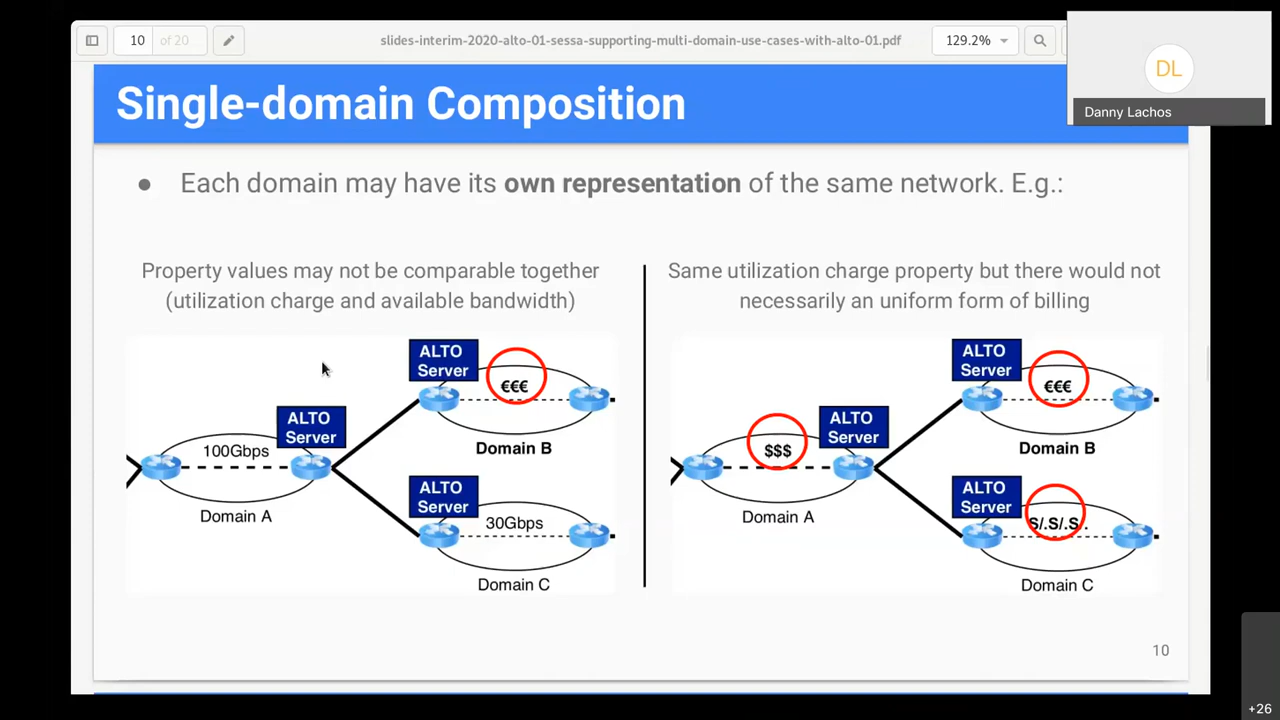 10 of 20
slides-interim-2020-alto-01-sessa-supporting-multi-domain-use-cases-with-alto-01.pdf
129.2%
DL
Danny Lachos
Single-domain Composition
● Each domain may have its own representation of the same network. E.g.:
Property values may not be comparable together
(utilization charge and available bandwidth)
ALTO
Server
€€€
Domain B
ALTO
Server
100Gbps
Domain A
ALTO
Server
30Gbps
Domain C
Same utilization charge property but there would not
necessarily an uniform form of billing
ALTO
Server
€€€
Domain B
ALTO
Server
$$$
Domain A
ALTO
Server
S/.S/.S/.
Domain C
10
+26